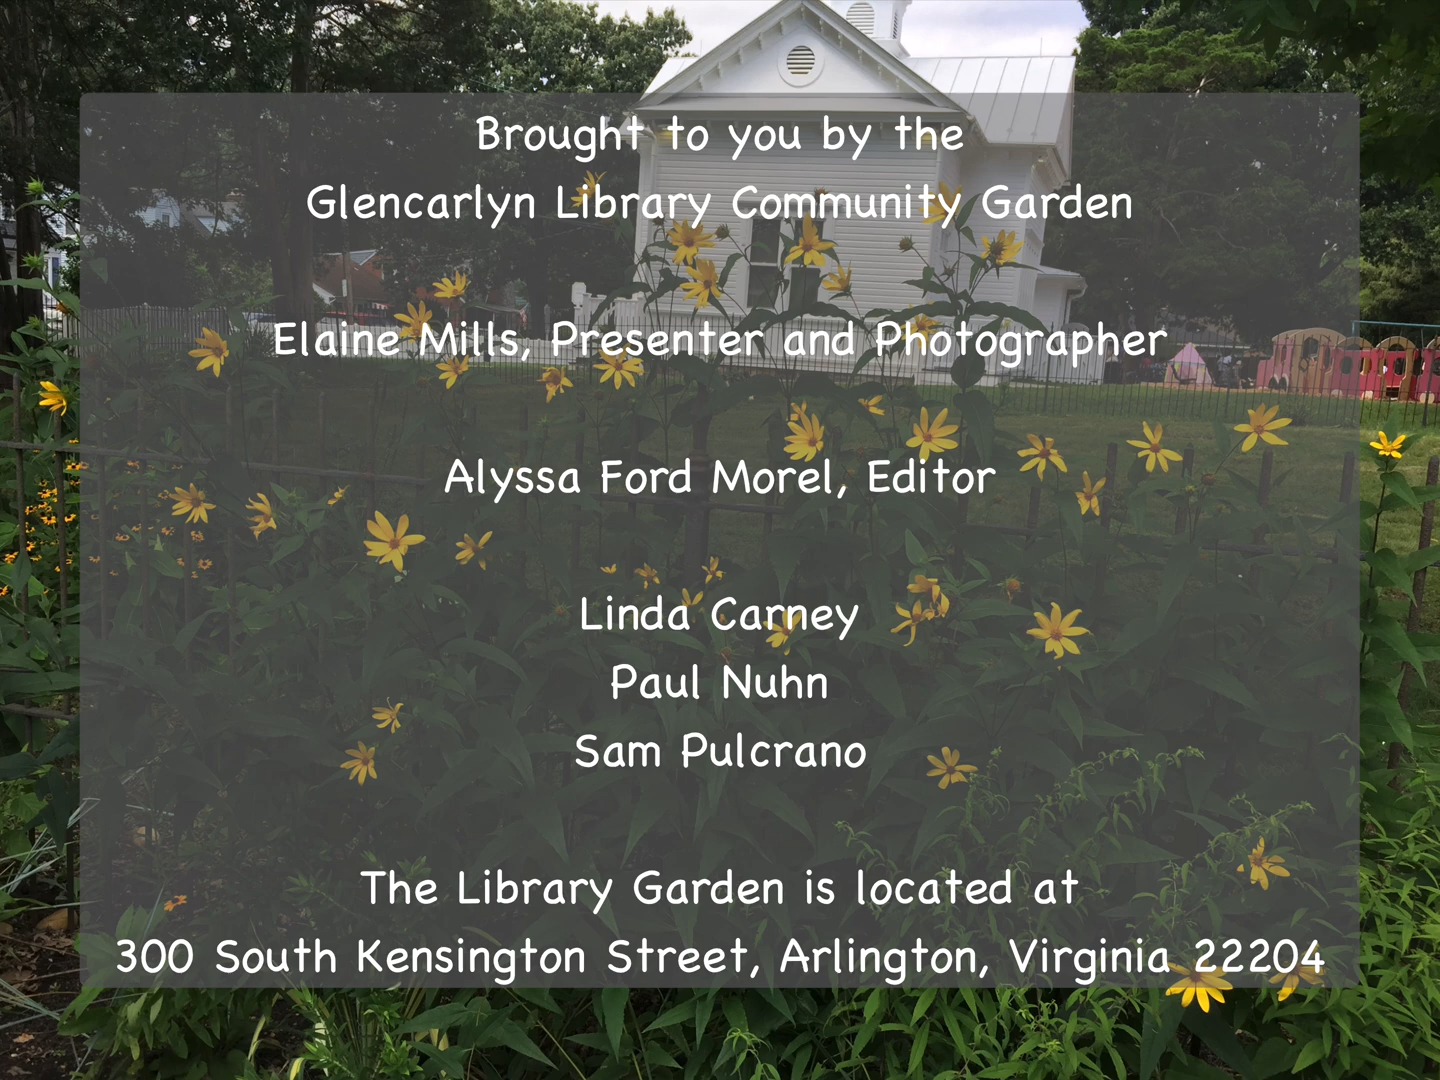 Brought to you by the
Glencarlyn Library Community Garden
Elaine Mills, Presenter and Photographer
Alyssa Ford Morel, Editor
Linda Carney
Paul Nuhn
Sam Pulcrano
The Library Garden is located at
300 South Kensington Street, Arlington, Virginia 22204